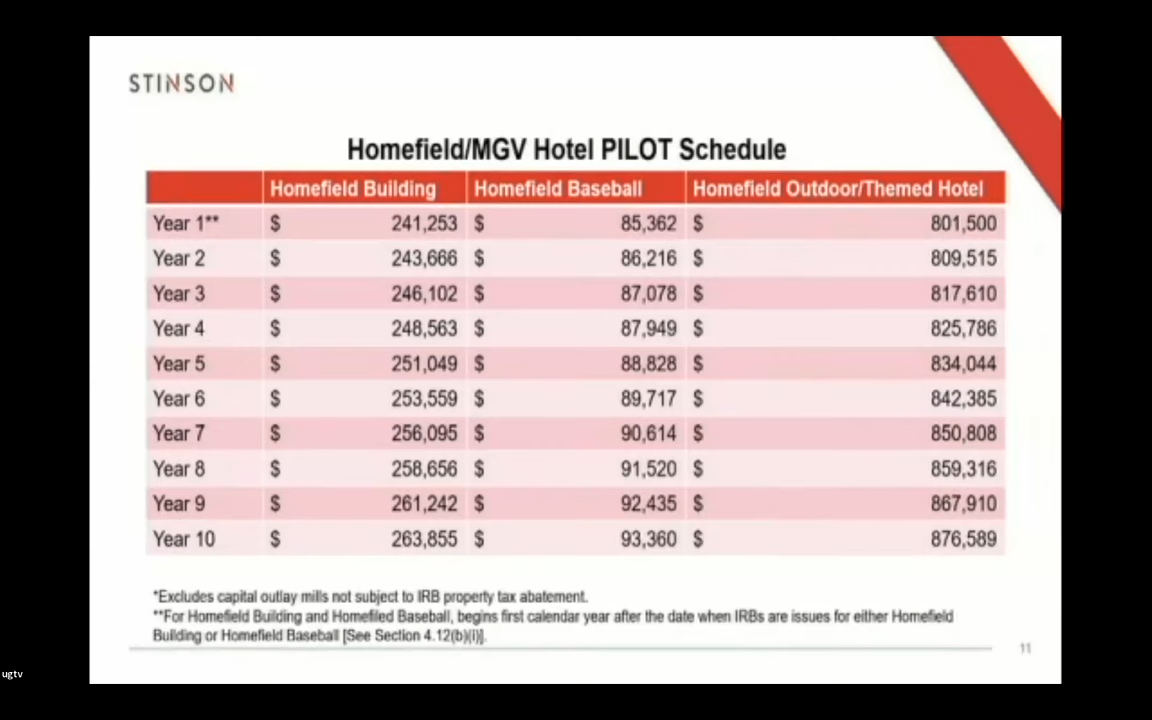 STINSON
Homefield/MGV Hotel PILOT Schedule
Homefield Building Homefield Baseball Homefield Outdoor/Themed Hotel
Year 1** $ 241,253 $ 85,362 $ 801,500
Year 2 $ 243,666 $ 86,216 $ 809,515
Year 3 $ 246,102 $ 87,078 $ 817,610
Year 4 $ 248,563 $ 87,949 $ 825,786
Year 5 $ 251,049 $ 88,828 $ 834,044
Year 6 $ 253,559 $ 89,717 $ 842,385
Year 7 $ 256,095 $ 90,614 $ 850,808
Year 8 $ 258,656 $ 91,520 $ 859,316
Year 9 $ 261,242 $ 92,435 $ 867,910
Year 10 $ 263,855 $ 93,360 $ 876,589
*Excludes capital outlay mills not subject to IRB property tax abatement.
**For Homefield Building and Homefiled Baseball, begins first calendar year after the date when IRBs are issues for either Homefield
Building or Homefield Baseball [See Section 4.12(b)(i)].
11
ugtv